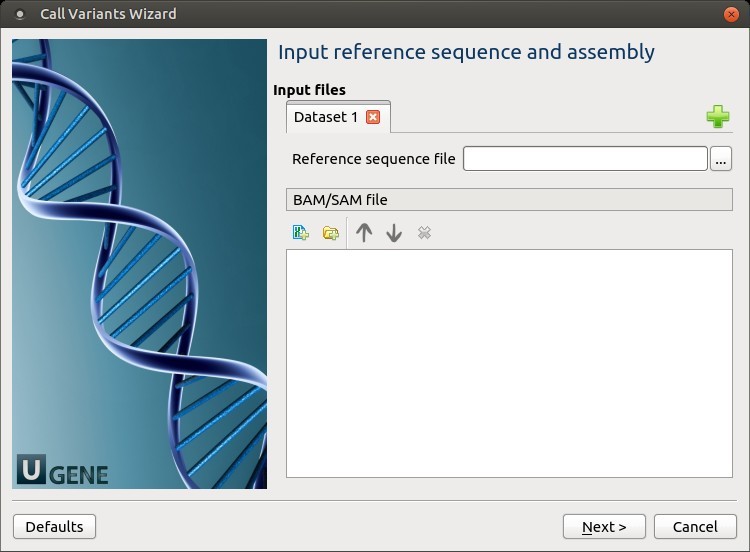 Call Variants Wizard
Input reference sequence and assembly
Input files
Dataset 1
Reference sequence file
...
BAM/SAM file
U GENE
Defaults
Next >
Cancel